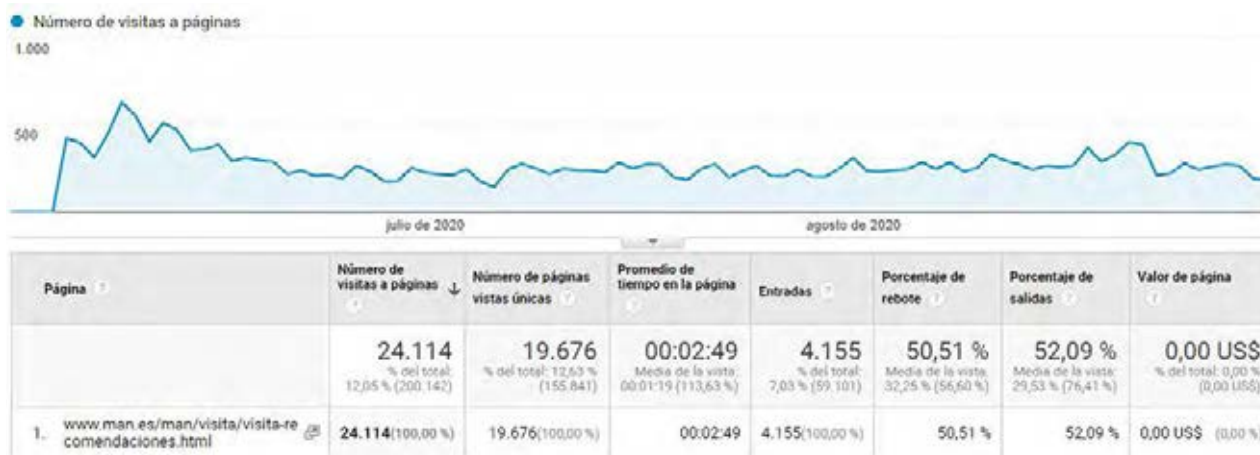 Número de visitas a páginas
1.000
500
julio de 2020
agosto de 2020
Página ?
Número de visitas a páginas ?
Número de páginas vistas únicas ?
Promedio de tiempo en la página ?
Entradas ?
Porcentaje de rebote ?
Porcentaje de salidas ?
Valor de página ?
24.114
% del total:
12,05 % (200.142)
19.676
% del total: 12,63 %
(155.841)
00:02:49
Media de la vista:
00:01:19 (113,63 %)
4.155
% del total:
7,03 % (59.101)
50,51 %
Media de la vista:
32,25 % (56,60 %)
52,09 %
Media de la vista:
29,53 % (76,41 %)
0,00 US$
% del total: 0,00 %
(0,00 US$)
1.
www.man.es/man/visita/visita-re
comendaciones.html
24.114(100,00 %)
19.676(100,00 %)
00:02:49
4.155(100,00 %)
50,51 %
52,09 %
0,00 US$ (0,00 %